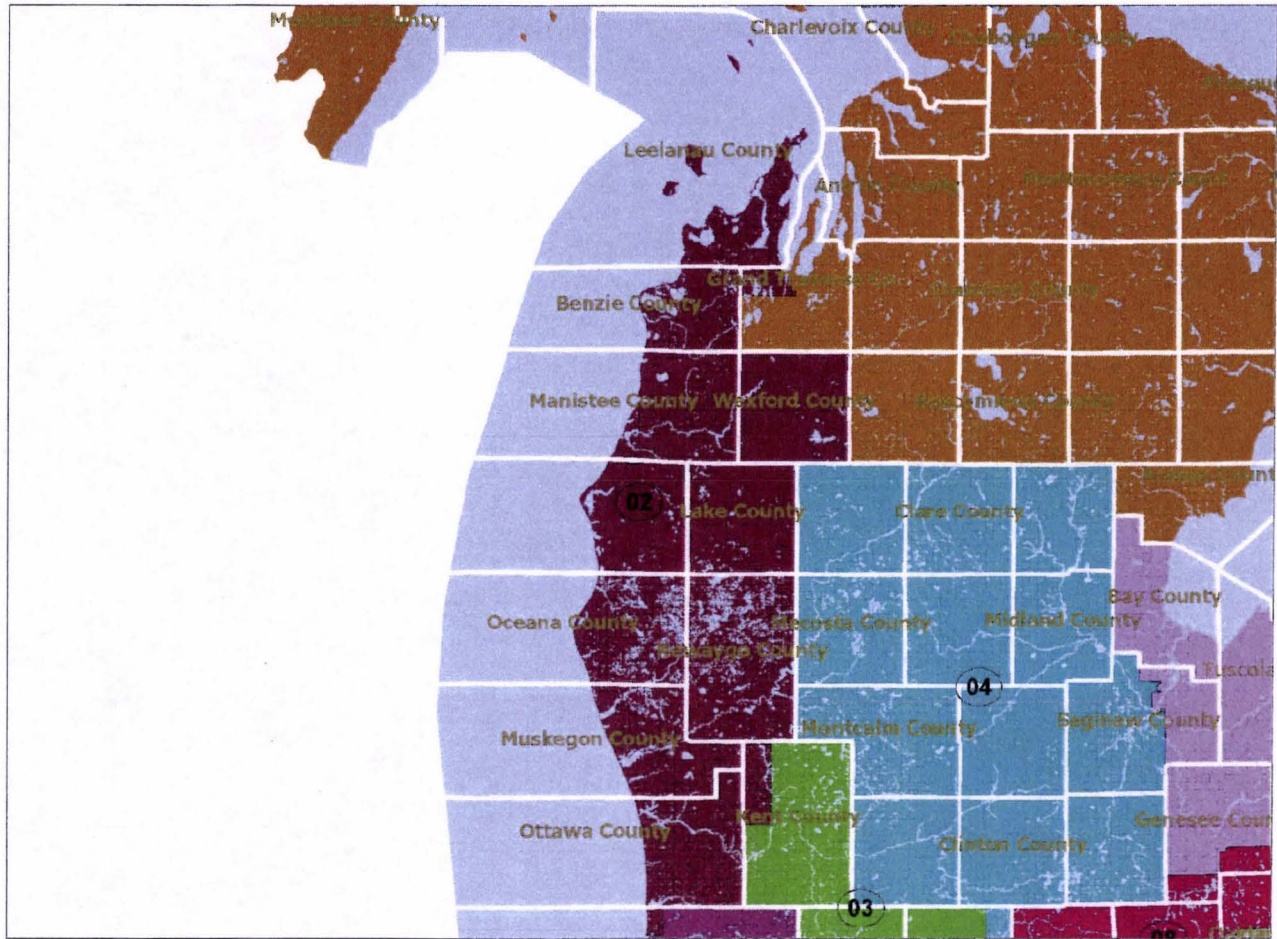 Charlevoix County
Leelanau County
Benzie County
Manistee County
Wexford County
02
Lake County
Clare County
Oceana County
Newaygo County
Mecosta County
Midland County
Bay County
Tuscola
04
Muskegon County
Montcalm County
Saginaw County
Ottawa County
Kent County
Clinton County
Genesee Coun
03